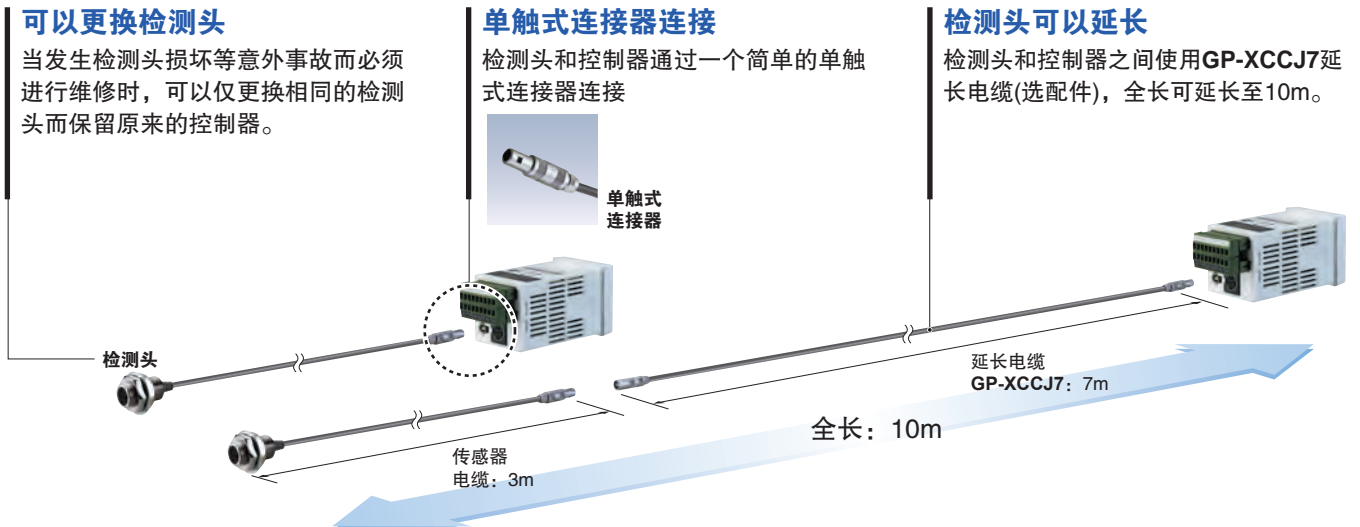 可以更换检测头
当发生检测头损坏等意外事故而必须
进行维修时，可以仅更换相同的检测
头而保留原来的控制器。
单触式连接器连接
检测头和控制器通过一个简单的单触
式连接器连接
单触式
连接器
检测头可以延长
检测头和控制器之间使用GP-XCCJ7延
长电缆(选配件)，全长可延长至10m。
检测头
延长电缆
GP-XCCJ7：7m
全长：10m
传感器
电缆：3m